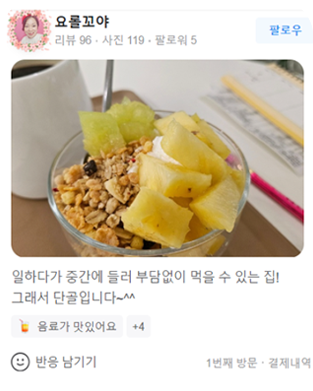 요롤꼬야
리뷰 96 · 사진 119 · 팔로워 5
팔로우
일하다가 중간에 들러 부담없이 먹을 수 있는 집!
그래서 단골입니다~^^
음료가 맛있어요
+4
반응 남기기
1번째 방문 · 결제내역